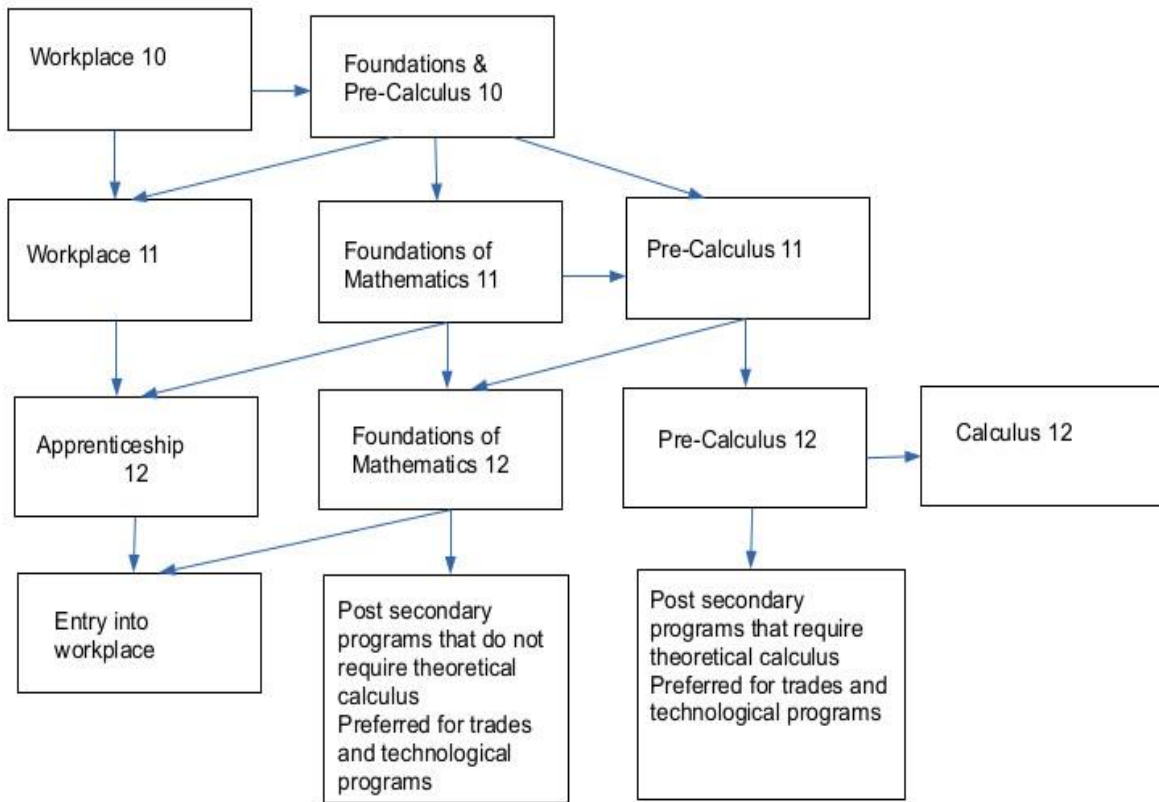 Workplace 10
Foundations &
Pre-Calculus 10
Workplace 11
Foundations of
Mathematics 11
Pre-Calculus 11
Apprenticeship
12
Foundations of
Mathematics 12
Pre-Calculus 12
Calculus 12
Entry into
workplace
Post secondary
programs that do not
require theoretical
calculus
Preferred for trades
and technological
programs
Post secondary
programs that require
theoretical calculus
Preferred for trades and
technological programs